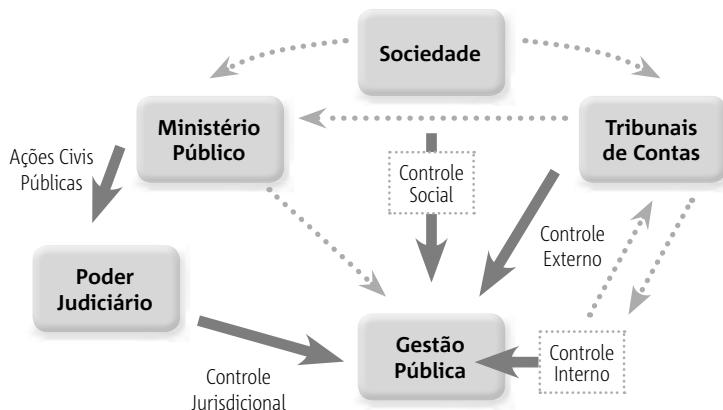 Sociedade
Ministério
Público
Tribunais
de Contas
Ações Civis
Públicas
Controle
Social
Controle
Externo
Poder
Judiciário
Gestão
Pública
Controle
Interno
Controle
Jurisdicional